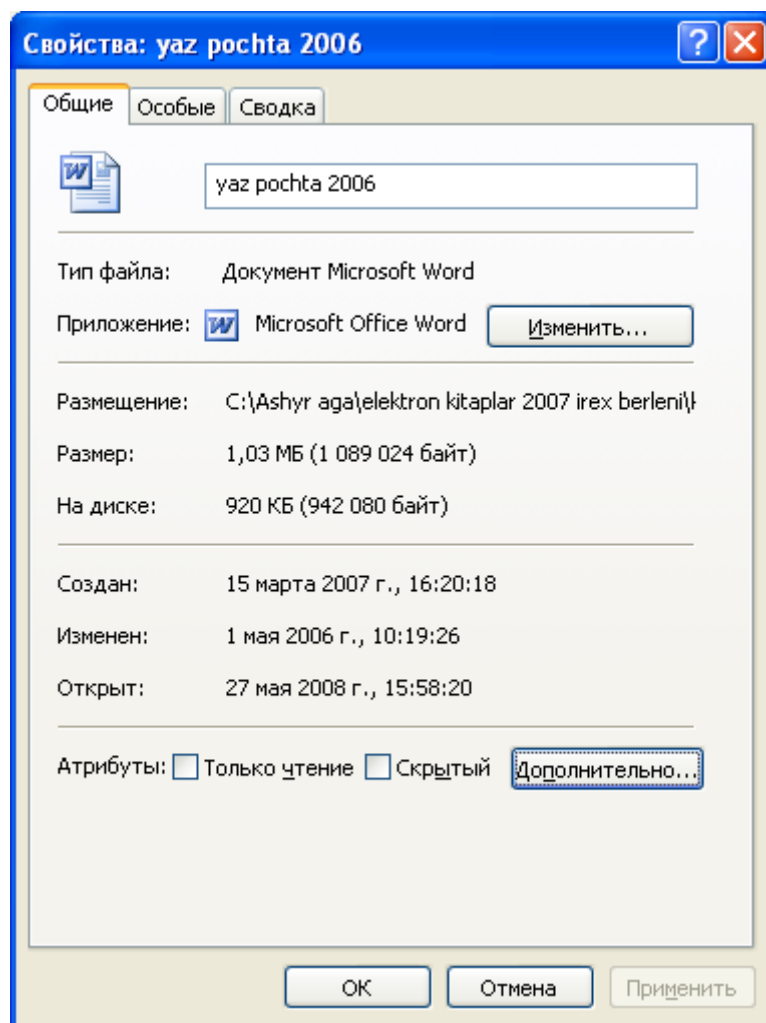 Свойства: yaz pochta 2006
Общие Особые Сводка
yaz pochta 2006
Тип файла: Документ Microsoft Word
Приложение: Microsoft Office Word Изменить...
Размещение: C:\Ashyr aga\elektron kitaplar 2007 irex berleni\
Размер: 1,03 МБ (1 089 024 байт)
На диске: 920 КБ (942 080 байт)
Создан: 15 марта 2007 г., 16:20:18
Изменен: 1 мая 2006 г., 10:19:26
Открыт: 27 мая 2008 г., 15:58:20
Атрибуты: Только чтение Скрытый Дополнительно...
ОК Отмена Применить